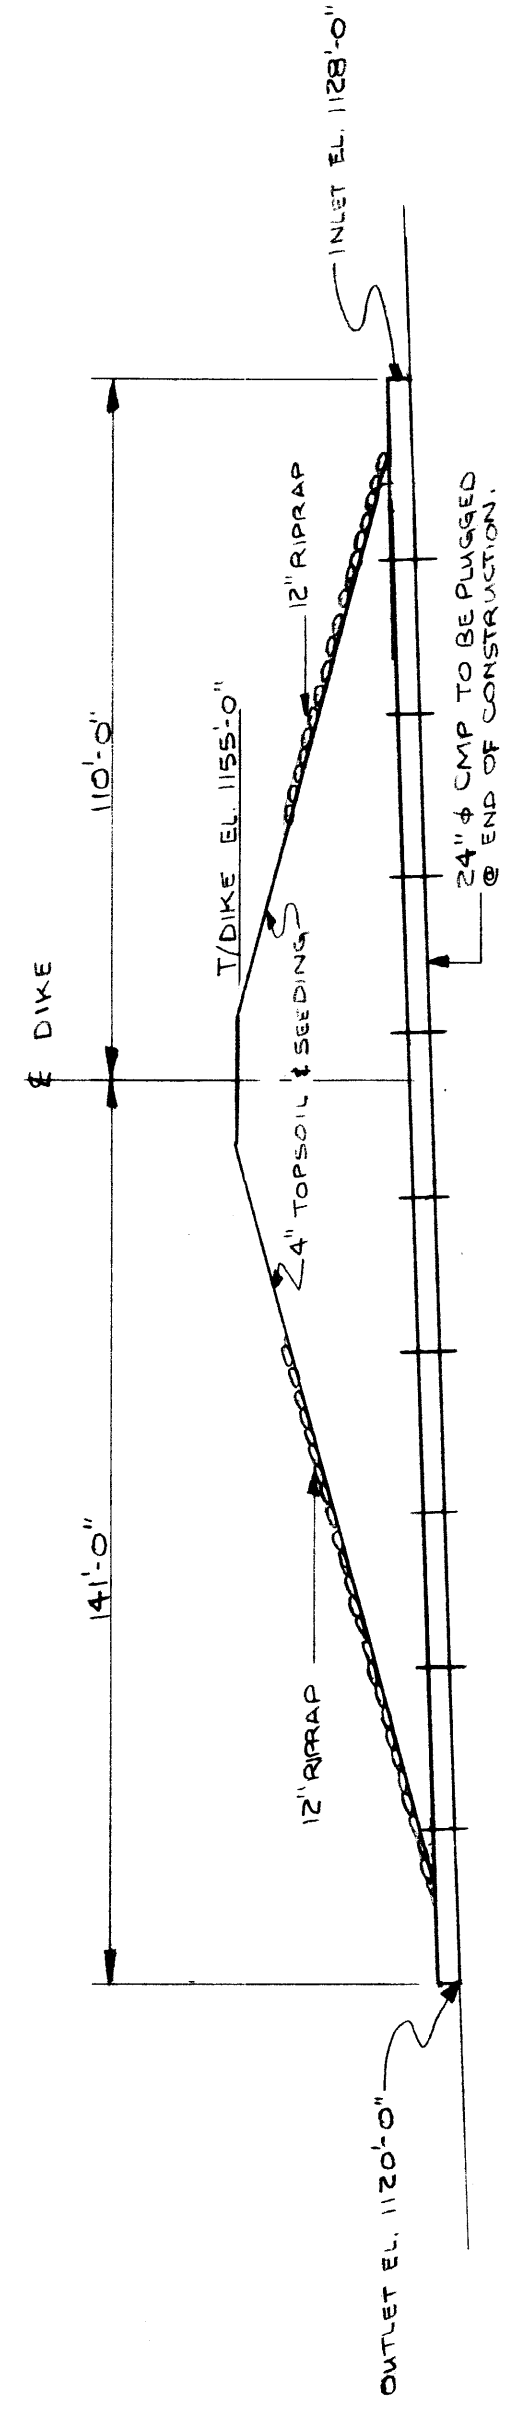 ℄ DIKE
141'-0"
110'-0"
T/DIKE EL. 1155'-0"
12" RIPRAP
4" TOPSOIL & SEEDING
12" RIPRAP
OUTLET EL. 1120'-0"
INLET EL. 1128'-0"
24" ϕ CMP TO BE PLUGGED
@ END OF CONSTRUCTION.